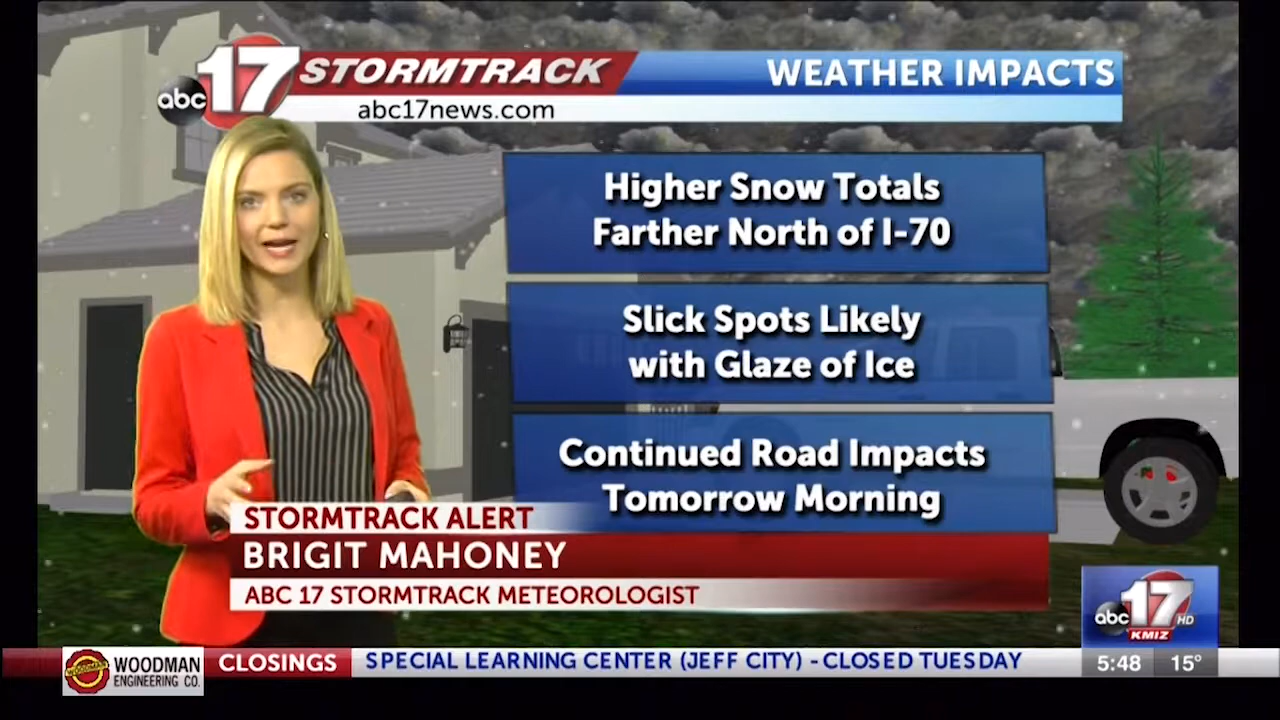 abc 17 STORMTRACK
WEATHER IMPACTS
abc17news.com
Higher Snow Totals
Farther North of I-70
Slick Spots Likely
with Glaze of Ice
Continued Road Impacts
Tomorrow Morning
STORMTRACK ALERT
BRIGIT MAHONEY
ABC 17 STORMTRACK METEOROLOGIST
abc 17 HD
KMIZ
5:48 15°
WOODMAN
WOODMAN
ENGINEERING CO.
CLOSINGS
SPECIAL LEARNING CENTER (JEFF CITY) - CLOSED TUESDAY